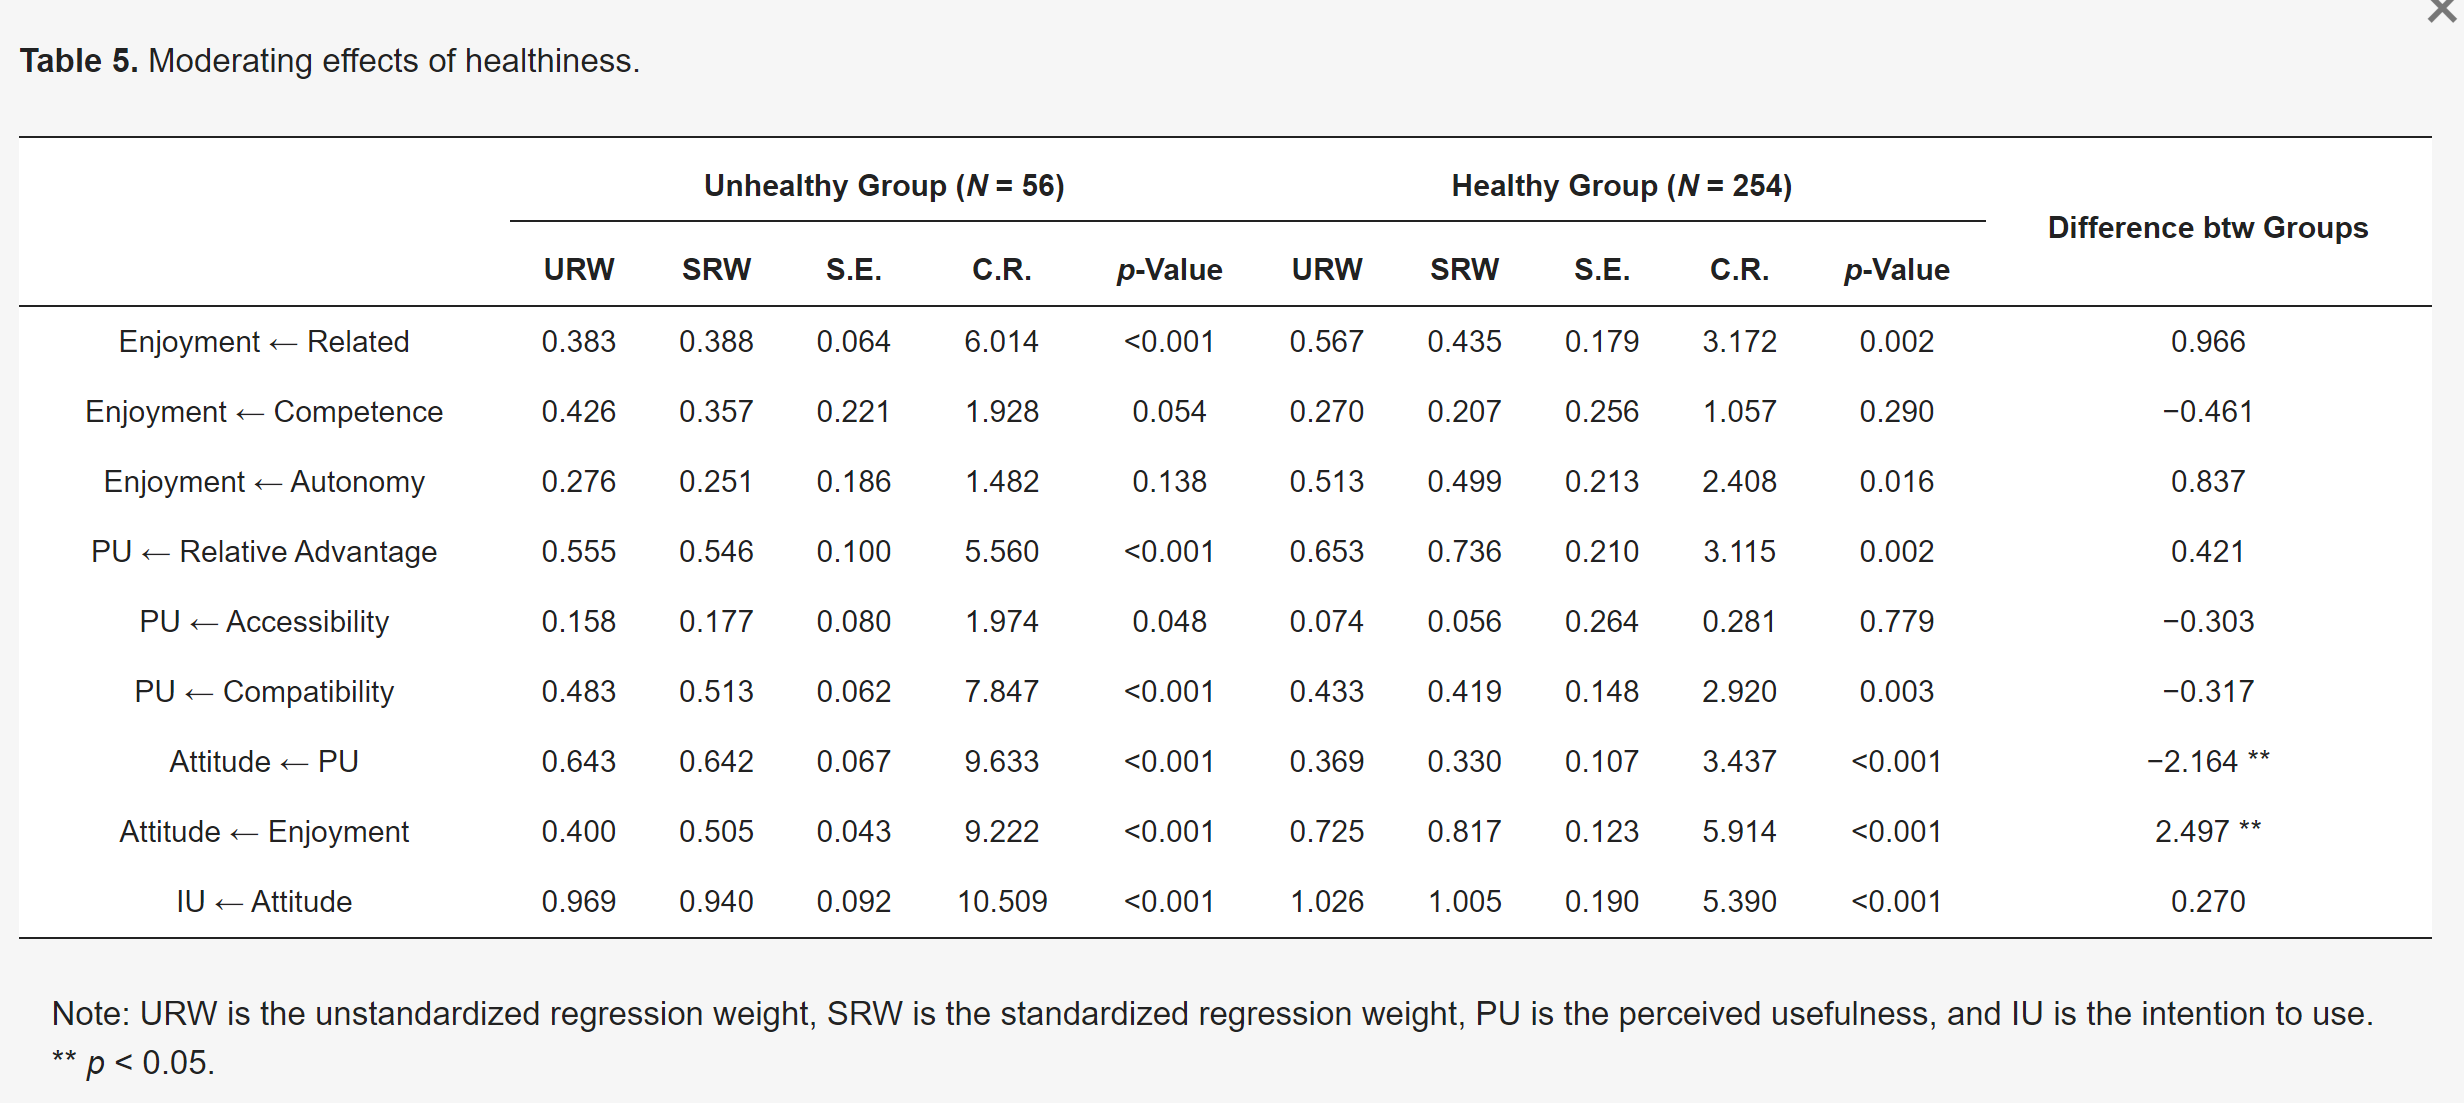 Table 5. Moderating effects of healthiness.
Unhealthy Group (N = 56) Healthy Group (N = 254) Difference btw Groups
URW SRW S.E. C.R. p-Value URW SRW S.E. C.R. p-Value
Enjoyment ← Related 0.383 0.388 0.064 6.014 <0.001 0.567 0.435 0.179 3.172 0.002 0.966
Enjoyment ← Competence 0.426 0.357 0.221 1.928 0.054 0.270 0.207 0.256 1.057 0.290 −0.461
Enjoyment ← Autonomy 0.276 0.251 0.186 1.482 0.138 0.513 0.499 0.213 2.408 0.016 0.837
PU ← Relative Advantage 0.555 0.546 0.100 5.560 <0.001 0.653 0.736 0.210 3.115 0.002 0.421
PU ← Accessibility 0.158 0.177 0.080 1.974 0.048 0.074 0.056 0.264 0.281 0.779 −0.303
PU ← Compatibility 0.483 0.513 0.062 7.847 <0.001 0.433 0.419 0.148 2.920 0.003 −0.317
Attitude ← PU 0.643 0.642 0.067 9.633 <0.001 0.369 0.330 0.107 3.437 <0.001 −2.164 **
Attitude ← Enjoyment 0.400 0.505 0.043 9.222 <0.001 0.725 0.817 0.123 5.914 <0.001 2.497 **
IU ← Attitude 0.969 0.940 0.092 10.509 <0.001 1.026 1.005 0.190 5.390 <0.001 0.270
Note: URW is the unstandardized regression weight, SRW is the standardized regression weight, PU is the perceived usefulness, and IU is the intention to use.
** p < 0.05.